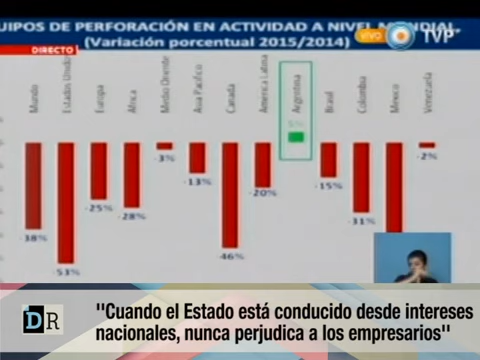 UIPOS DE PERFORACIÓN EN ACTIVIDAD A NIVEL MUNDIAL.
DIRECTO
(Variación porcentual 2015/2014)
vivo
TVP
Mundo
Estados Unidos
Europa
Africa
Medio Oriente
Asia Pacifico
Canada
America Latina
Argentina
Brasil
Colombia
México
Venezuela
5%
-38%
-53%
-25%
-28%
-3%
-13%
-46%
-20%
-15%
-31%
-2%
DR
"Cuando el Estado está conducido desde intereses
nacionales, nunca perjudica a los empresarios"